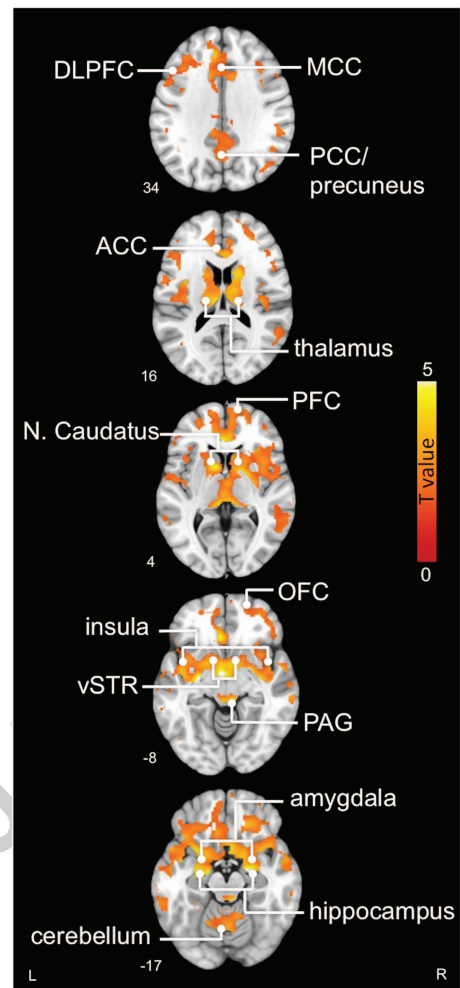 DLPFC
MCC
PCC/
precuneus
34
ACC
thalamus
16
PFC
N. Caudatus
4
5
T value
0
OFC
insula
vSTR
PAG
-8
amygdala
hippocampus
cerebellum
-17
L
R